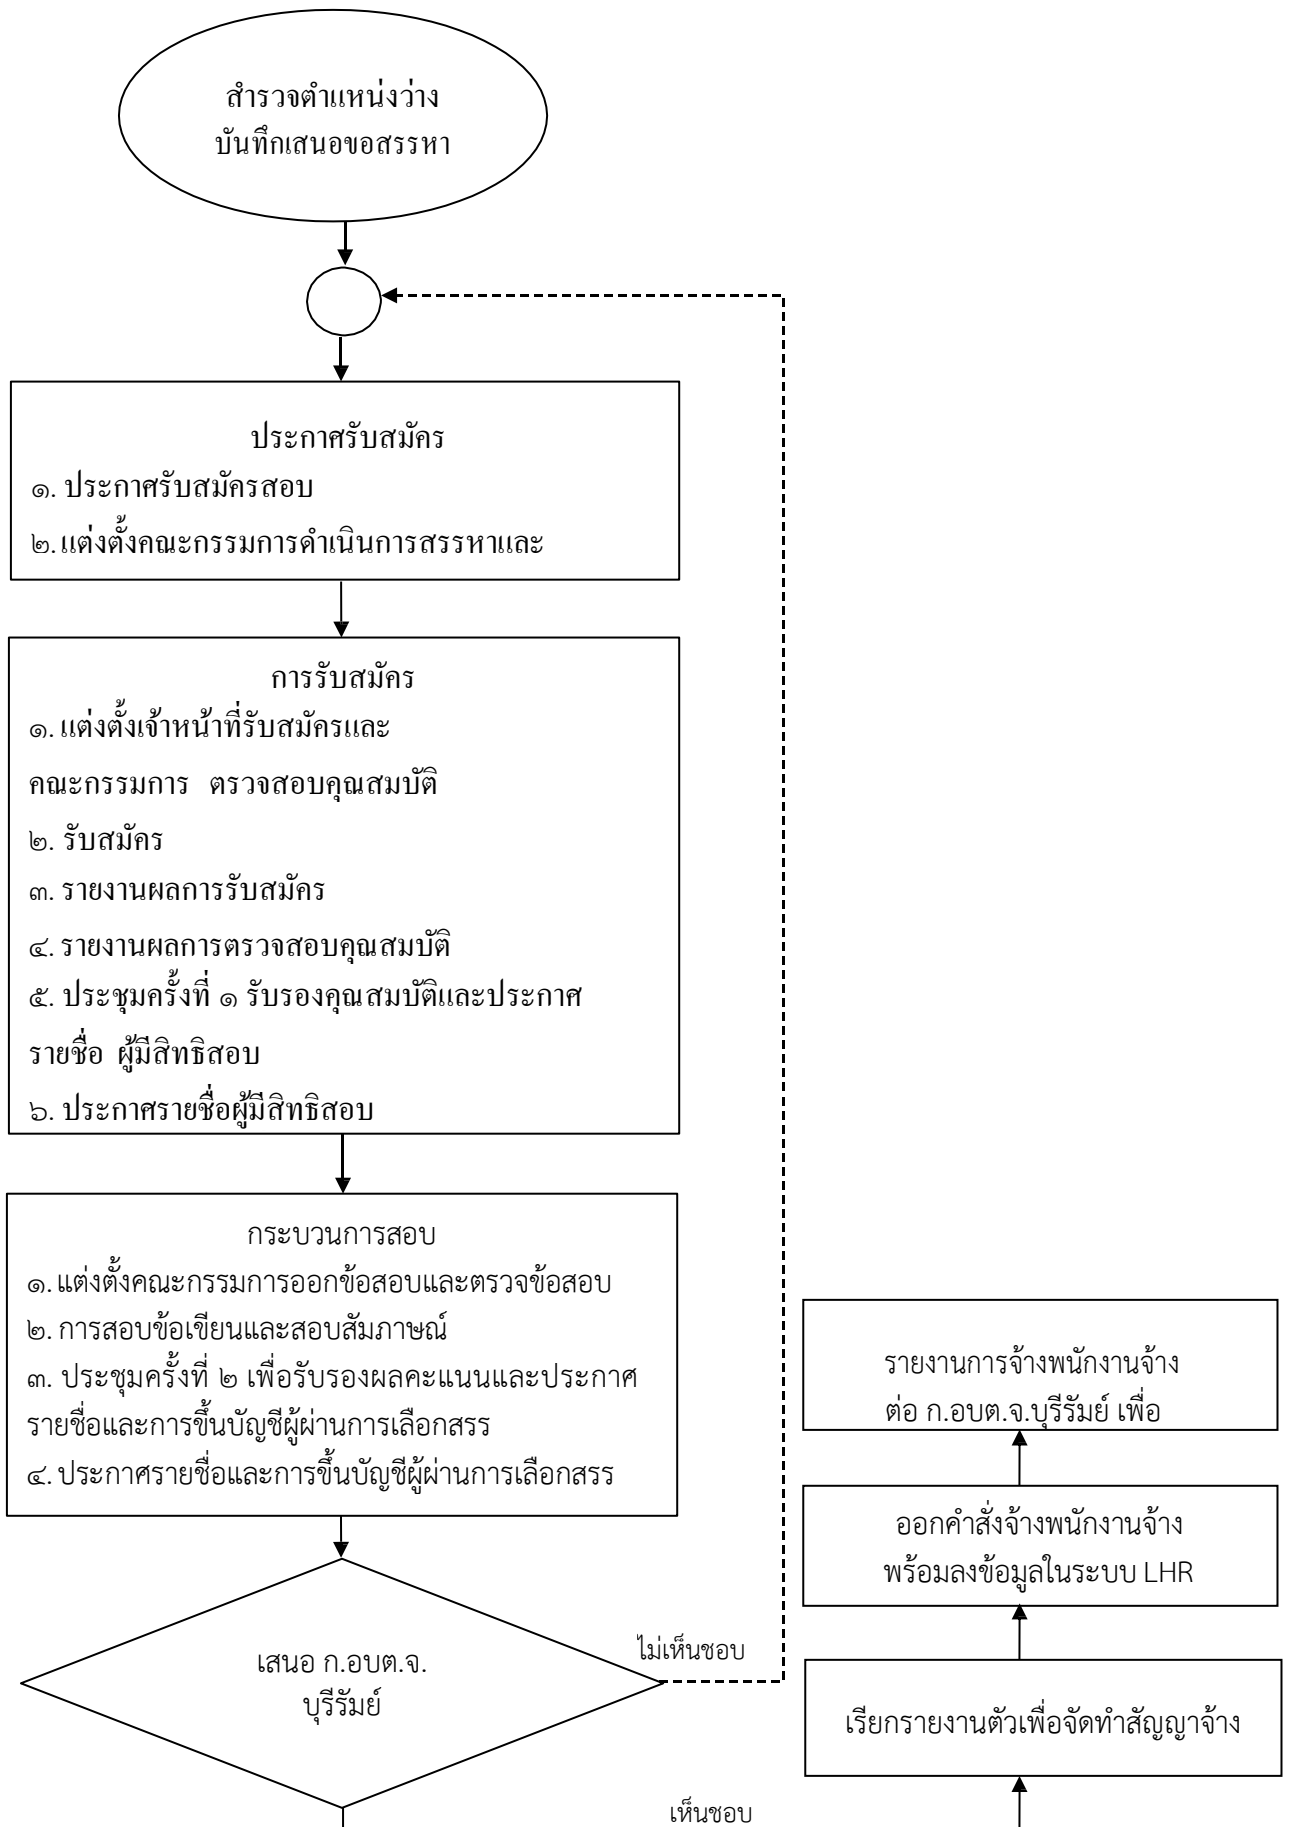 สำรวจตำแหน่งว่าง
บันทึกเสนอขอสรรหา
ประกาศรับสมัคร
๑. ประกาศรับสมัครสอบ
๒. แต่งตั้งคณะกรรมการดำเนินการสรรหาและ
การรับสมัคร
๑. แต่งตั้งเจ้าหน้าที่รับสมัครและ
คณะกรรมการ ตรวจสอบคุณสมบัติ
๒. รับสมัคร
๓. รายงานผลการรับสมัคร
๔. รายงานผลการตรวจสอบคุณสมบัติ
๕. ประชุมครั้งที่ ๑ รับรองคุณสมบัติและประกาศ
รายชื่อ ผู้มีสิทธิสอบ
๖. ประกาศรายชื่อผู้มีสิทธิสอบ
กระบวนการสอบ
๑. แต่งตั้งคณะกรรมการออกข้อสอบและตรวจข้อสอบ
๒. การสอบข้อเขียนและสอบสัมภาษณ์
๓. ประชุมครั้งที่ ๒ เพื่อรับรองผลคะแนนและประกาศ
รายชื่อและการขึ้นบัญชีผู้ผ่านการเลือกสรร
๔. ประกาศรายชื่อและการขึ้นบัญชีผู้ผ่านการเลือกสรร
เสนอ ก.อบต.จ.
บุรีรัมย์
ไม่เห็นชอบ
เห็นชอบ
เรียกรายงานตัวเพื่อจัดทำสัญญาจ้าง
ออกคำสั่งจ้างพนักงานจ้าง
พร้อมลงข้อมูลในระบบ LHR
รายงานการจ้างพนักงานจ้าง
ต่อ ก.อบต.จ.บุรีรัมย์ เพื่อ